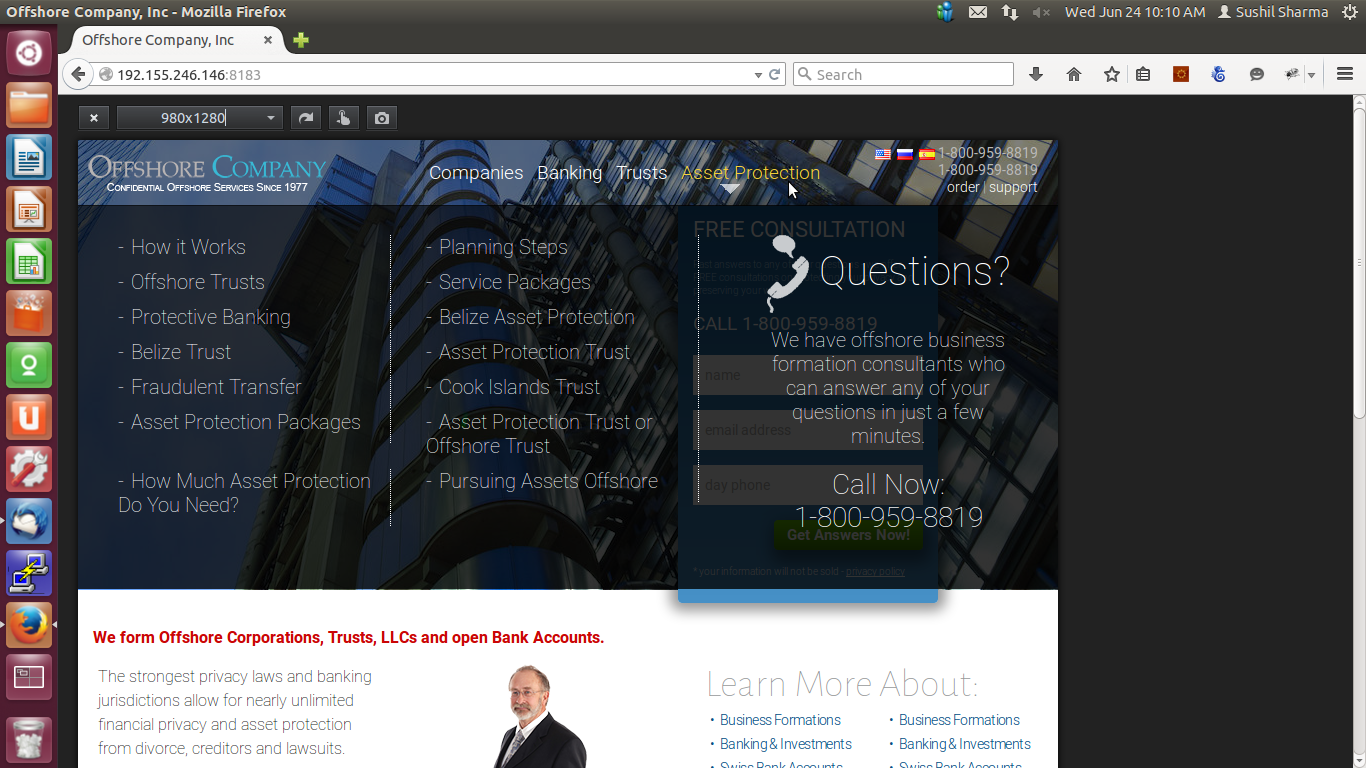 Offshore Company, Inc - Mozilla Firefox
Wed Jun 24 10:10 AM
Sushil Sharma
Offshore Company, Inc
192.155.246.146:8183
Search
980x1280
OFFSHORE COMPANY
CONFIDENTIAL OFFSHORE SERVICES SINCE 1977
Companies Banking Trusts Asset Protection
1-800-959-8819
1-800-959-8819
order | support
- How it Works
- Offshore Trusts
- Protective Banking
- Belize Trust
- Fraudulent Transfer
- Asset Protection Packages
- How Much Asset Protection
Do You Need?
- Planning Steps
- Service Packages
- Belize Asset Protection
- Asset Protection Trust
- Cook Islands Trust
- Asset Protection Trust or
Offshore Trust
- Pursuing Assets Offshore
Questions?
We have offshore business
formation consultants who
can answer any of your
questions in just a few
minutes.
Call Now:
1-800-959-8819
FREE CONSULTATION
CALL 1-800-959-8819
name
email address
day phone
Get Answers Now!
* your information will not be sold - privacy policy
We form Offshore Corporations, Trusts, LLCs and open Bank Accounts.
The strongest privacy laws and banking
jurisdictions allow for nearly unlimited
financial privacy and asset protection
from divorce, creditors and lawsuits.
Learn More About:
• Business Formations
• Banking & Investments
Swiss Bank Accounts
• Business Formations
• Banking & Investments
Swiss Bank Accounts